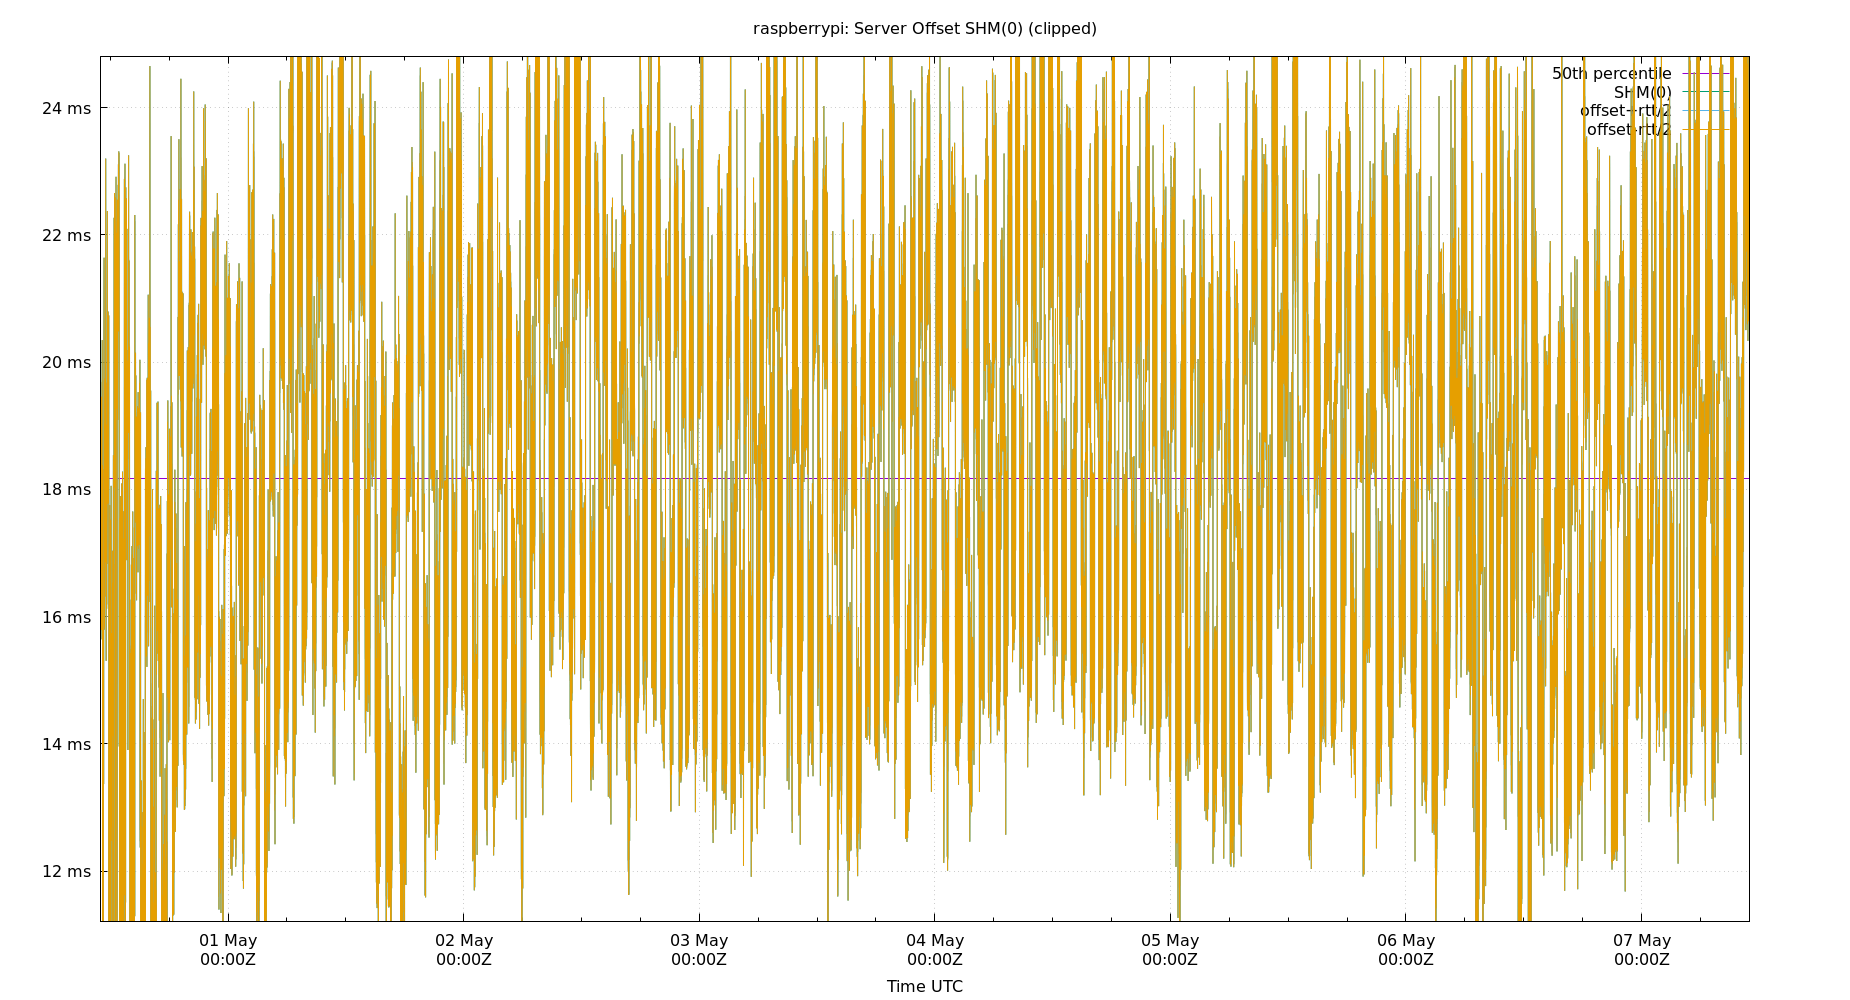 raspberrypi: Server Offset SHM(0) (clipped)
50th percentile
SHM(0)
offset+rtt/2
offset-rtt/2
24 ms
22 ms
20 ms
18 ms
16 ms
14 ms
12 ms
01 May 02 May 03 May 04 May 05 May 06 May 07 May
00:00Z 00:00Z 00:00Z 00:00Z 00:00Z 00:00Z 00:00Z
Time UTC